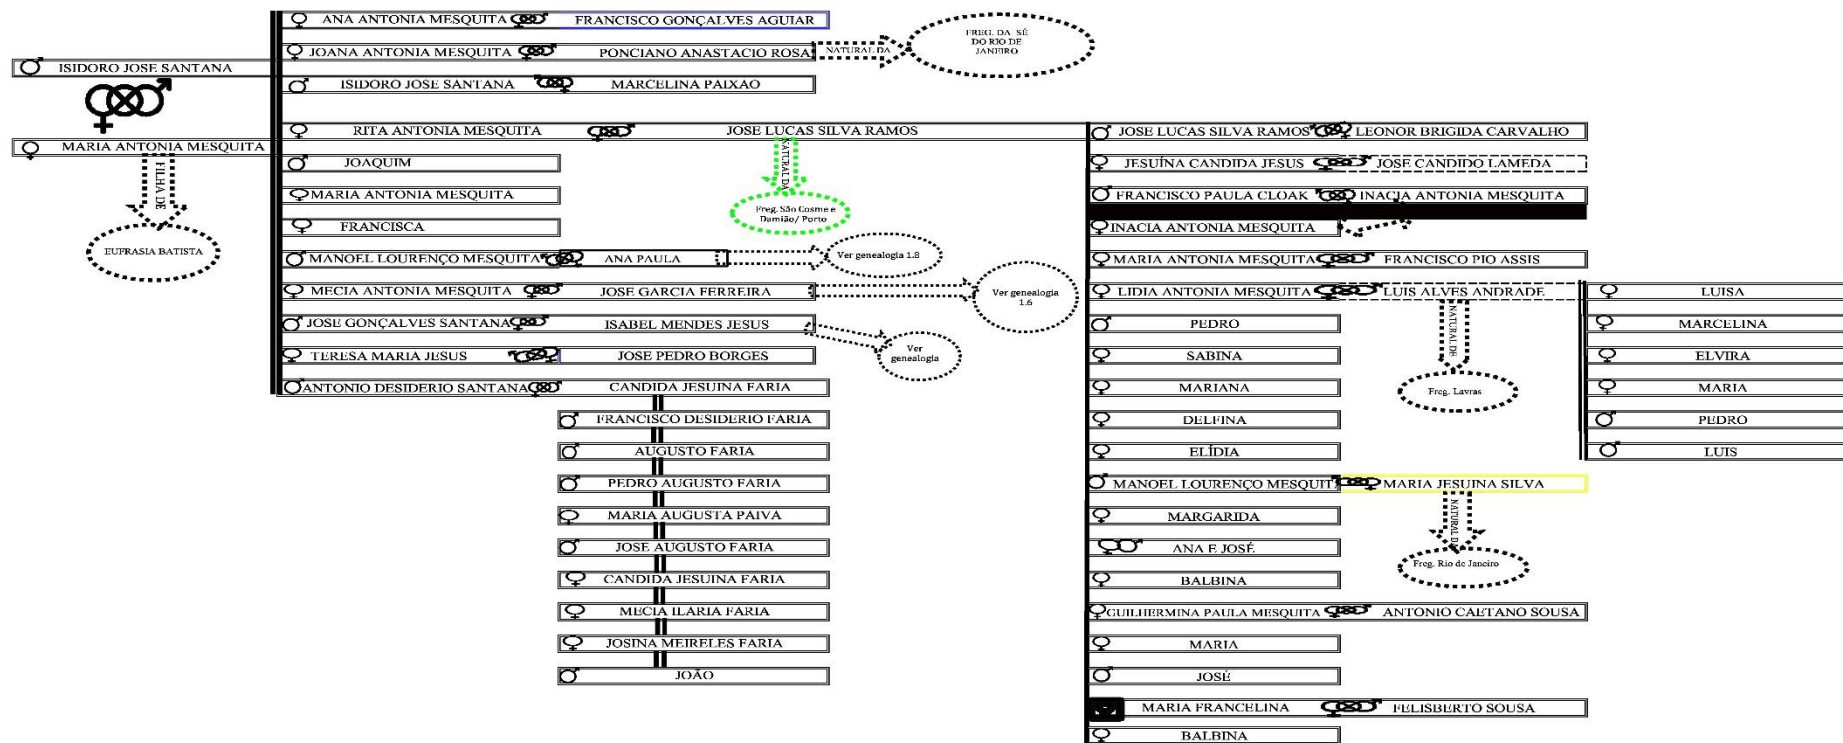 ANA ANTONIA MESQUITA
FRANCISCO GONÇALVES AGUIAR
JOANA ANTONIA MESQUITA
PONCIANO ANASTACIO ROSA
NATURAL DA
FREG. DA SÉ
DO RIO DE
JANEIRO
ISIDORO JOSE SANTANA
ISIDORO JOSE SANTANA
MARCELINA PAIXAO
MARIA ANTONIA MESQUITA
FILHA DE
EUFRASIA BATISTA
RITA ANTONIA MESQUITA
JOSE LUCAS SILVA RAMOS
NATURAL DA
Freg. São Cosme e
Damião/ Porto
JOAQUIM
MARIA ANTONIA MESQUITA
FRANCISCA
MANOEL LOURENÇO MESQUITA
ANA PAULA
Ver genealogia 1.8
MECIA ANTONIA MESQUITA
JOSE GARCIA FERREIRA
Ver genealogia
1.6
JOSE GONÇALVES SANTANA
ISABEL MENDES JESUS
Ver
genealogia
TERESA MARIA JESUS
JOSE PEDRO BORGES
ANTONIO DESIDERIO SANTANA
CANDIDA JESUINA FARIA
FRANCISCO DESIDERIO FARIA
AUGUSTO FARIA
PEDRO AUGUSTO FARIA
MARIA AUGUSTA PAIVA
JOSE AUGUSTO FARIA
CANDIDA JESUINA FARIA
MECIA ILARIA FARIA
JOSINA MEIRELES FARIA
JOÃO
JOSE LUCAS SILVA RAMOS
LEONOR BRIGIDA CARVALHO
JESUÍNA CANDIDA JESUS
JOSE CANDIDO LAMEDA
FRANCISCO PAULA CLOAK
INACIA ANTONIA MESQUITA
INACIA ANTONIA MESQUITA
MARIA ANTONIA MESQUITA
FRANCISCO PIO ASSIS
LIDIA ANTONIA MESQUITA
LUIS ALVES ANDRADE
NATURAL DE
Freg. Lavras
LUISA
MARCELINA
ELVIRA
MARIA
PEDRO
LUIS
PEDRO
SABINA
MARIANA
DELFINA
ELÍDIA
MANOEL LOURENÇO MESQUIT
MARIA JESUINA SILVA
NATURAL D
Freg. Rio de Janeiro
MARGARIDA
ANA E JOSÉ
BALBINA
GUILHERMINA PAULA MESQUITA
ANTONIO CAETANO SOUSA
MARIA
JOSÉ
MARIA FRANCELINA
FELISBERTO SOUSA
BALBINA